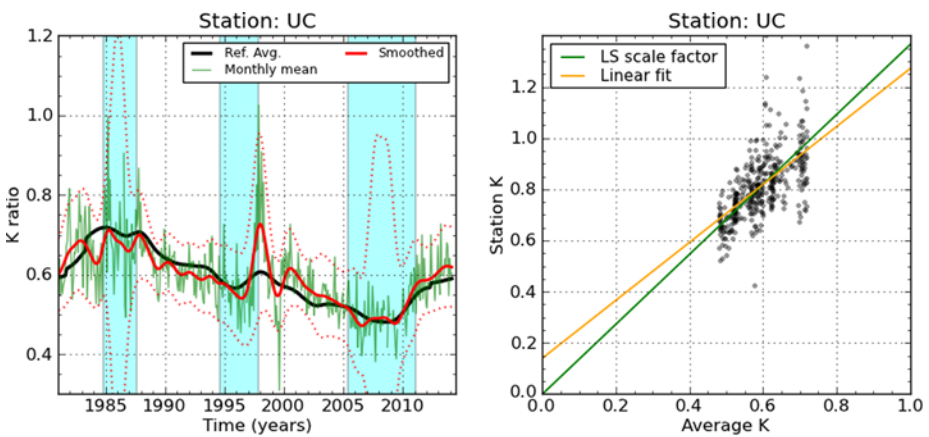 Station: UC
1.2
1.0
0.8
0.6
0.4
K ratio
Ref. Avg.
Monthly mean
Smoothed
1985 1990 1995 2000 2005 2010
Time (years)
Station: UC
1.2
1.0
0.8
0.6
0.4
0.2
0.0
Station K
LS scale factor
Linear fit
0.0 0.2 0.4 0.6 0.8 1.0
Average K